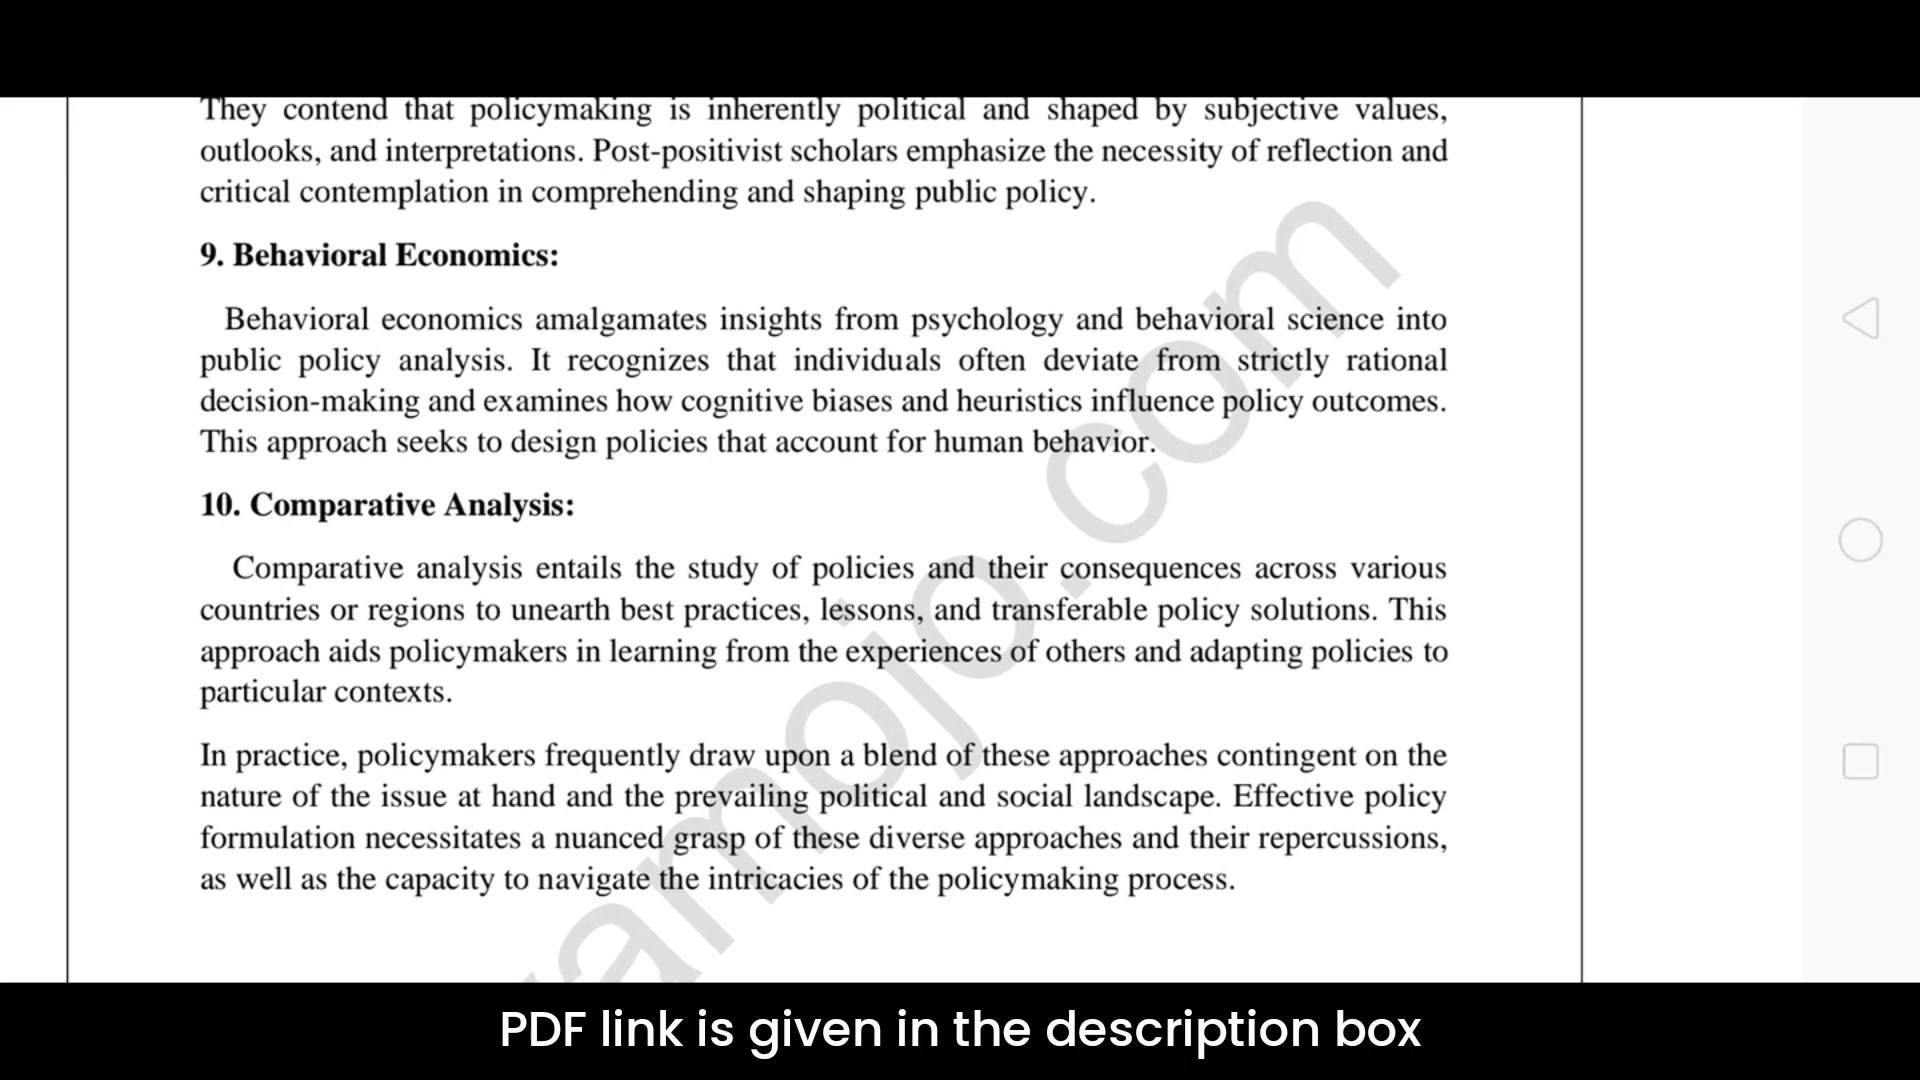 They contend that policymaking is inherently political and shaped by subjective values,
outlooks, and interpretations. Post-positivist scholars emphasize the necessity of reflection and
critical contemplation in comprehending and shaping public policy.
9. Behavioral Economics:
Behavioral economics amalgamates insights from psychology and behavioral science into
public policy analysis. It recognizes that individuals often deviate from strictly rational
decision-making and examines how cognitive biases and heuristics influence policy outcomes.
This approach seeks to design policies that account for human behavior.
10. Comparative Analysis:
Comparative analysis entails the study of policies and their consequences across various
countries or regions to unearth best practices, lessons, and transferable policy solutions. This
approach aids policymakers in learning from the experiences of others and adapting policies to
particular contexts.
In practice, policymakers frequently draw upon a blend of these approaches contingent on the
nature of the issue at hand and the prevailing political and social landscape. Effective policy
formulation necessitates a nuanced grasp of these diverse approaches and their repercussions,
as well as the capacity to navigate the intricacies of the policymaking process.
amojo.com
PDF link is given in the description box